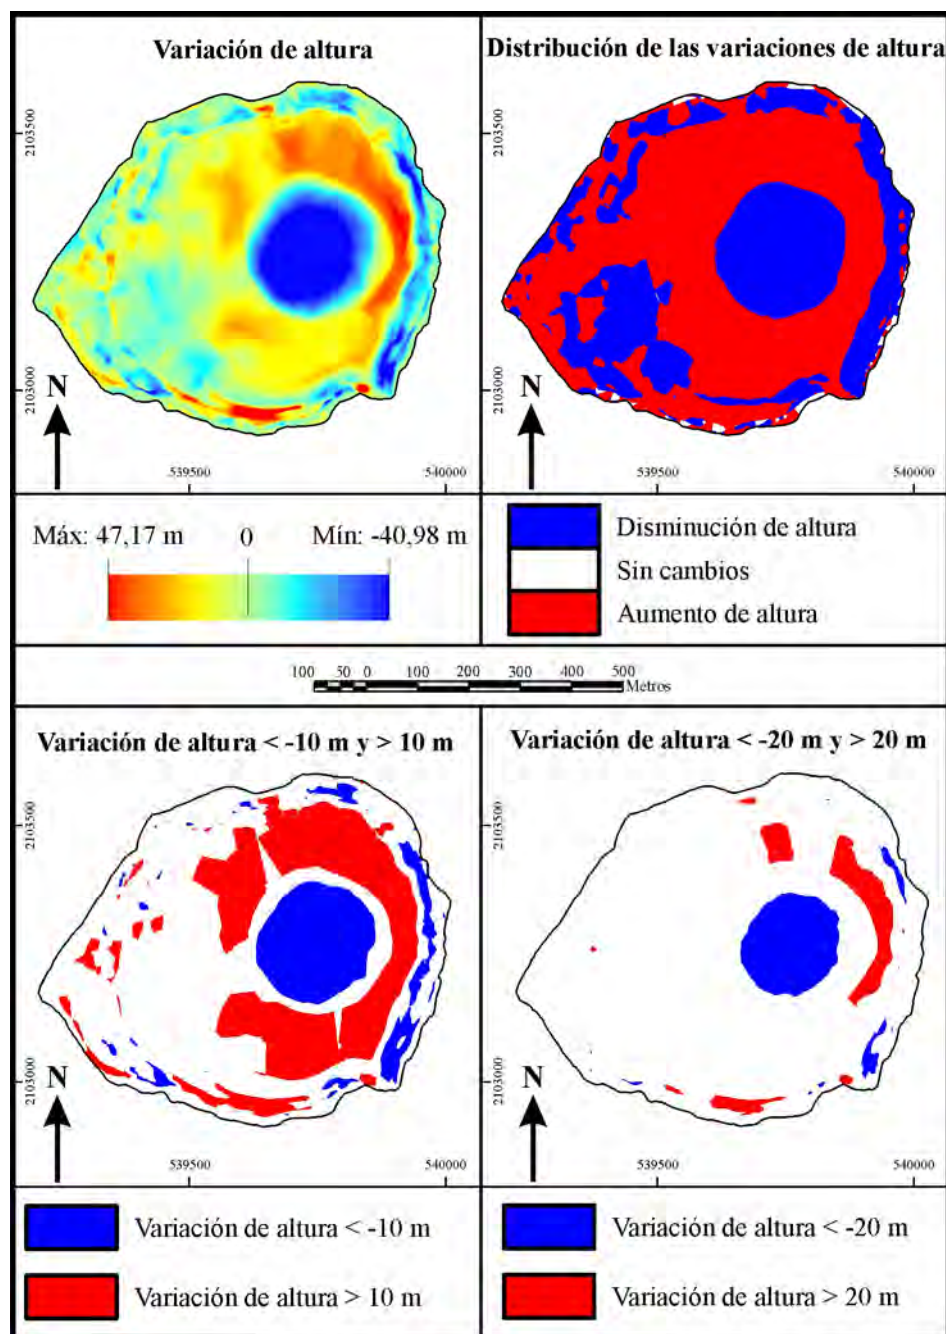 Variación de altura
2103500
2103000
N
539500
540000
Distribución de las variaciones de altura
2103500
2103000
N
539500
540000
Máx: 47,17 m
0
Mín: -40,98 m
Disminución de altura
Sin cambios
Aumento de altura
100 50 0 100 200 300 400 500
Metros
Variación de altura < -10 m y > 10 m
2103500
2103000
N
539500
540000
Variación de altura < -20 m y > 20 m
2103500
2103000
N
539500
540000
Variación de altura < -10 m
Variación de altura > 10 m
Variación de altura < -20 m
Variación de altura > 20 m